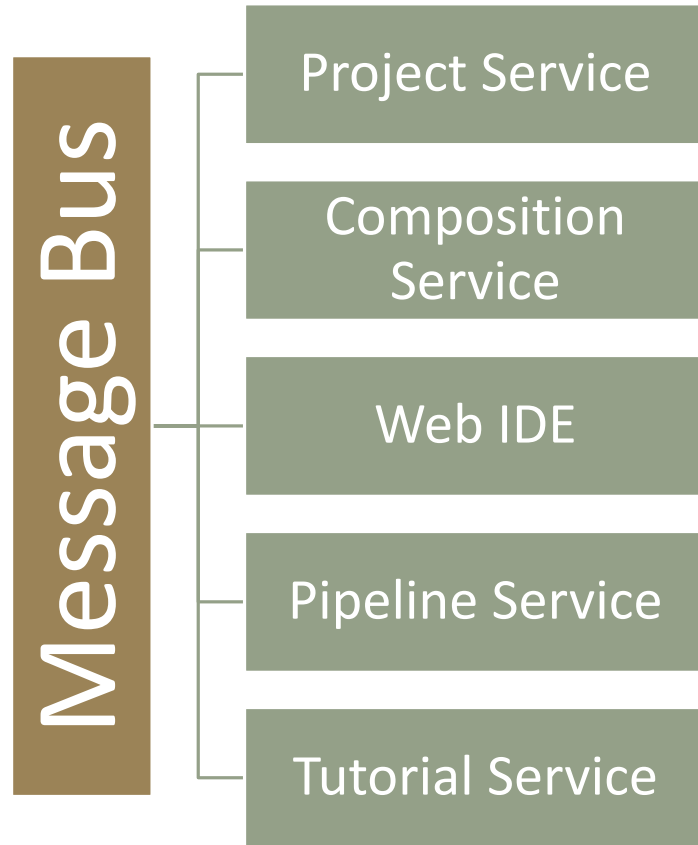 Message Bus
Project Service
Composition
Service
Web IDE
Pipeline Service
Tutorial Service